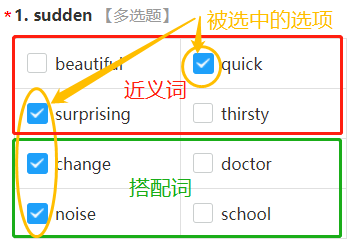 * 1. sudden 【多选题】 被选中的选项
beautiful quick
近义词
surprising thirsty
change doctor
搭配词
noise school